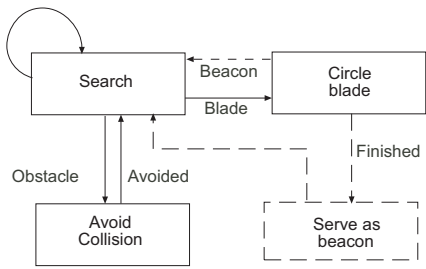 Search
Beacon
Blade
Circle
blade
Obstacle
Avoided
Finished
Avoid
Collision
Serve as
beacon